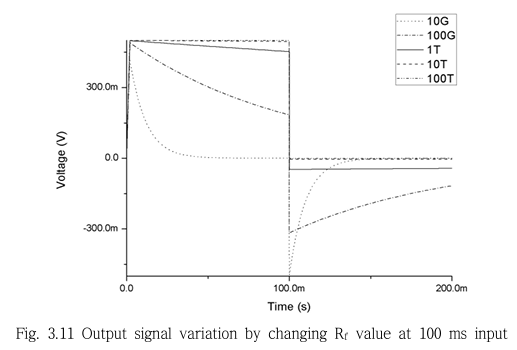 10G
100G
1T
10T
100T
300.0m
0.0
-300.0m
Voltage (V)
0.0
100.0m
200.0m
Time (s)
Fig. 3.11 Output signal variation by changing Rf value at 100 ms input